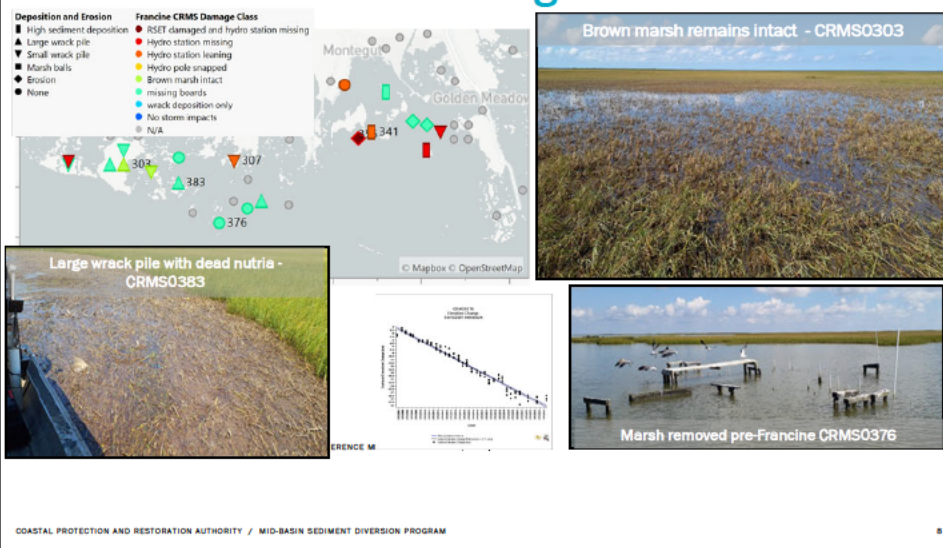 g
Deposition and Erosion
High sediment deposition
Large wrack pile
Small wrack pile
Marsh balls
Erosion
None
Francine CRMS Damage Class
RSET damaged and hydro station missing
Hydro station missing
Hydro station leaning
Hydro pole snapped
Brown marsh intact
missing boards
wrack deposition only
No storm impacts
N/A
Montegut
Golden Meadow
341
303
307
383
376
© Mapbox © OpenStreetMap
Brown marsh remains intact - CRMS0303
Large wrack pile with dead nutria -
CRMS0383
ERENCE MI
Marsh removed pre-Francine CRMS0376
COASTAL PROTECTION AND RESTORATION AUTHORITY / MID-BASIN SEDIMENT DIVERSION PROGRAM
8